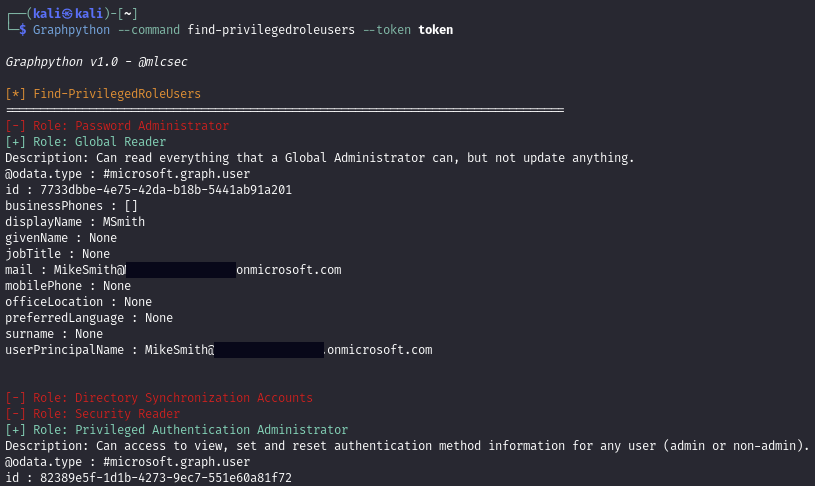 ┌──(kali㉿kali)-[~]
└─$ Graphpython --command find-privilegedroleusers --token token
Graphpython v1.0 - @mlcsec
[*] Find-PrivilegedRoleUsers
================================================================================
[-] Role: Password Administrator
[+] Role: Global Reader
Description: Can read everything that a Global Administrator can, but not update anything.
@odata.type : #microsoft.graph.user
id : 7733dbbe-4e75-42da-b18b-5441ab91a201
businessPhones : []
displayName : MSmith
givenName : None
jobTitle : None
mail : MikeSmith@ onmicrosoft.com
mobilePhone : None
officeLocation : None
preferredLanguage : None
surname : None
userPrincipalName : MikeSmith@ .onmicrosoft.com
[-] Role: Directory Synchronization Accounts
[-] Role: Security Reader
[+] Role: Privileged Authentication Administrator
Description: Can access to view, set and reset authentication method information for any user (admin or non-admin).
@odata.type : #microsoft.graph.user
id : 82389e5f-1d1b-4273-9ec7-551e60a81f72